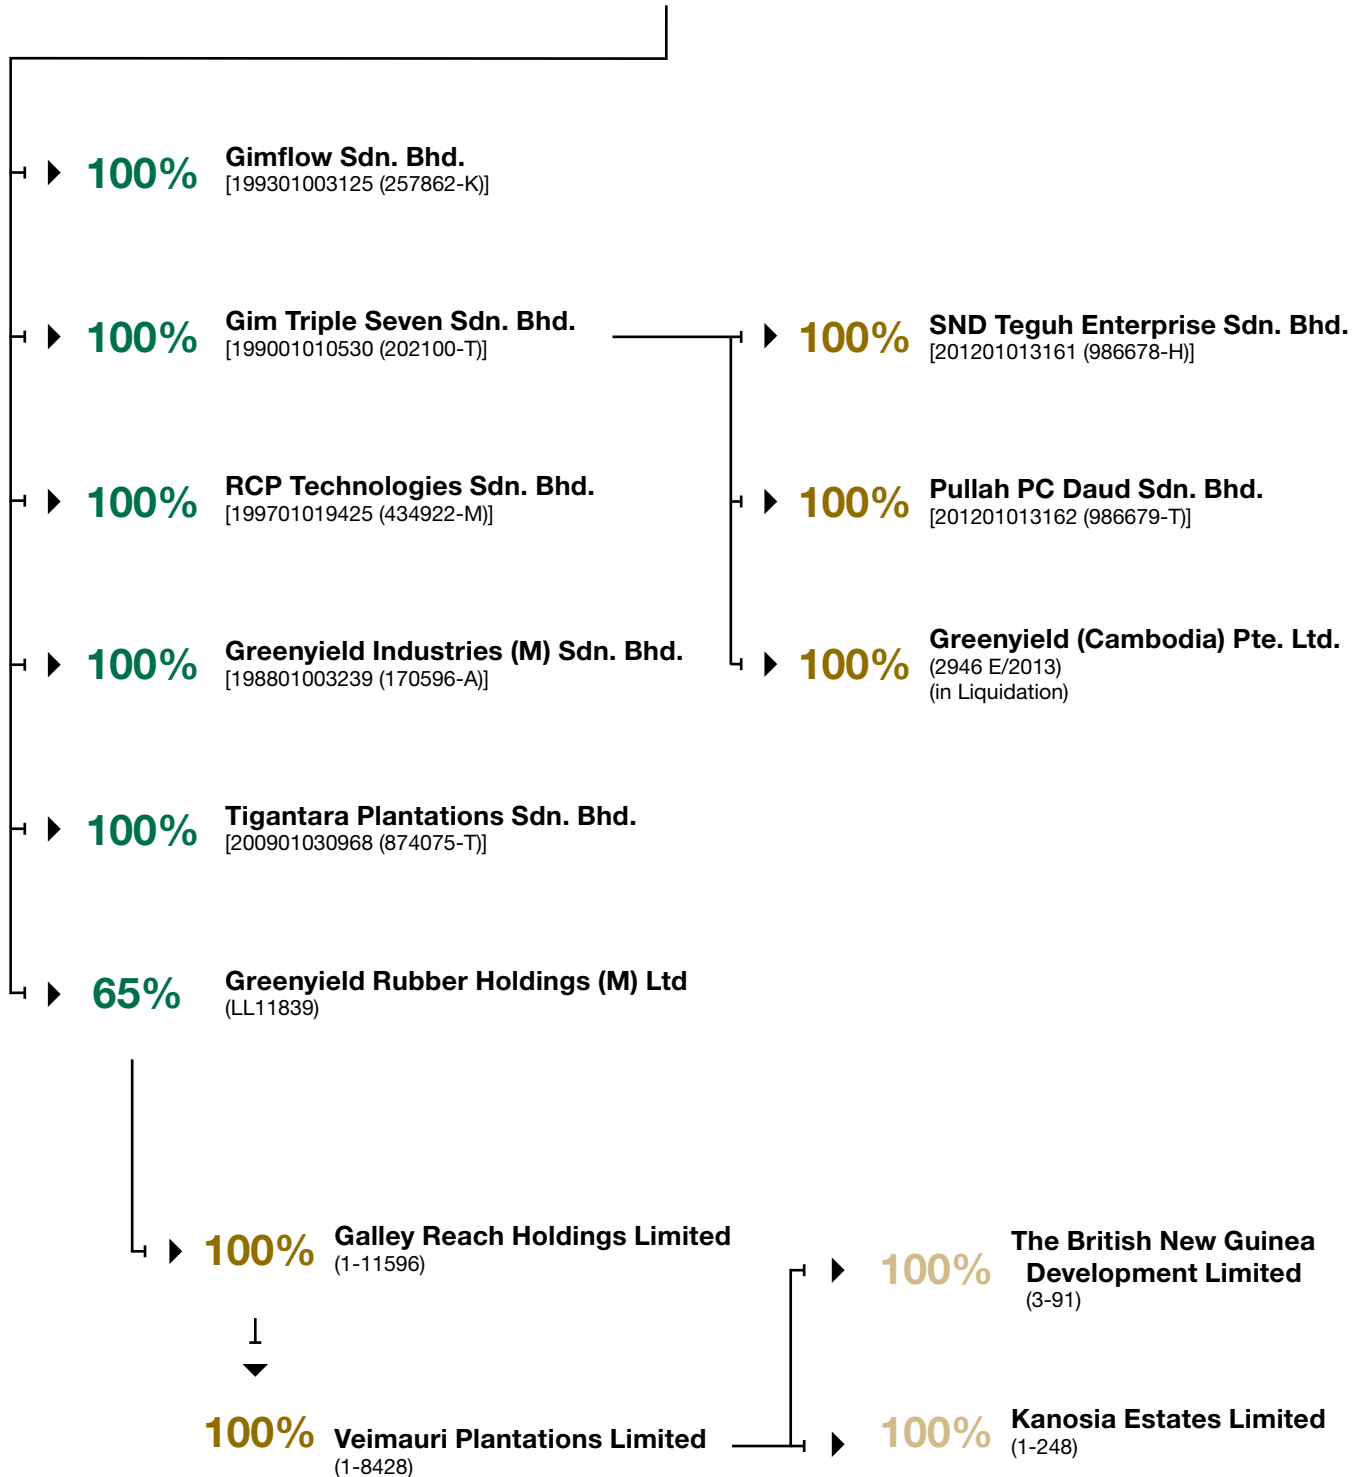 100%
Gimflow Sdn. Bhd.
[199301003125 (257862-K)]
100%
Gim Triple Seven Sdn. Bhd.
[199001010530 (202100-T)]
100%
SND Teguh Enterprise Sdn. Bhd.
[201201013161 (986678-H)]
100%
RCP Technologies Sdn. Bhd.
[199701019425 (434922-M)]
100%
Pullah PC Daud Sdn. Bhd.
[201201013162 (986679-T)]
100%
Greenyield Industries (M) Sdn. Bhd.
[198801003239 (170596-A)]
100%
Greenyield (Cambodia) Pte. Ltd.
(2946 E/2013)
(in Liquidation)
100%
Tigantara Plantations Sdn. Bhd.
[200901030968 (874075-T)]
65%
Greenyield Rubber Holdings (M) Ltd
(LL11839)
100%
Galley Reach Holdings Limited
(1-11596)
100%
The British New Guinea
Development Limited
(3-91)
100%
Veimauri Plantations Limited
(1-8428)
100%
Kanosia Estates Limited
(1-248)